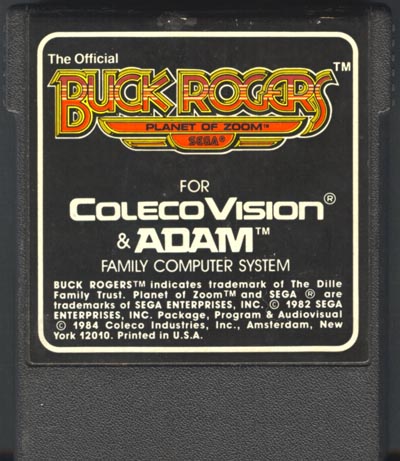 The Official
BUCK ROGERS™
PLANET OF ZOOM™
SEGA®
FOR
COLECOVISION®
& ADAM™
FAMILY COMPUTER SYSTEM
BUCK ROGERS™ indicates trademark of The Dille
Family Trust. Planet of Zoom™ and SEGA ® are
trademarks of SEGA ENTERPRISES, INC. © 1982 SEGA
ENTERPRISES, INC. Package, Program & Audiovisual
© 1984 Coleco Industries, Inc., Amsterdam, New
York 12010. Printed in U.S.A.